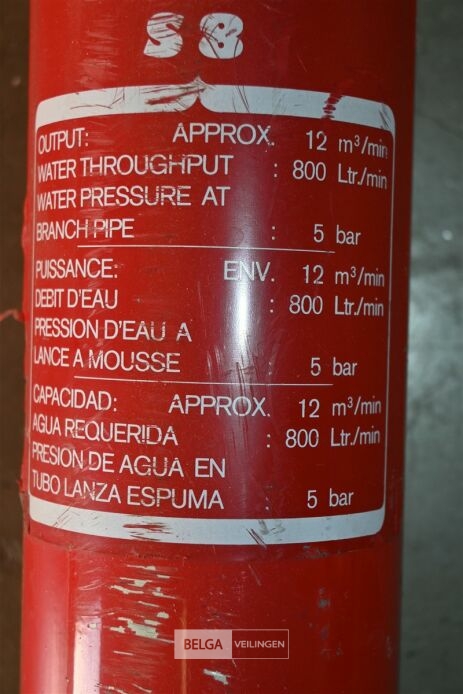 S 8
OUTPUT: APPROX. 12 m³/min
WATER THROUGHPUT : 800 Ltr./min
WATER PRESSURE AT
BRANCH PIPE : 5 bar
PUISSANCE: ENV. 12 m³/min
DEBIT D'EAU : 800 Ltr./min
PRESSION D'EAU A
LANCE A MOUSSE : 5 bar
CAPACIDAD: APPROX. 12 m³/min
AGUA REQUERIDA : 800 Ltr./min
PRESION DE AGUA EN
TUBO LANZA ESPUMA 5 bar
BELGA VEILINGEN